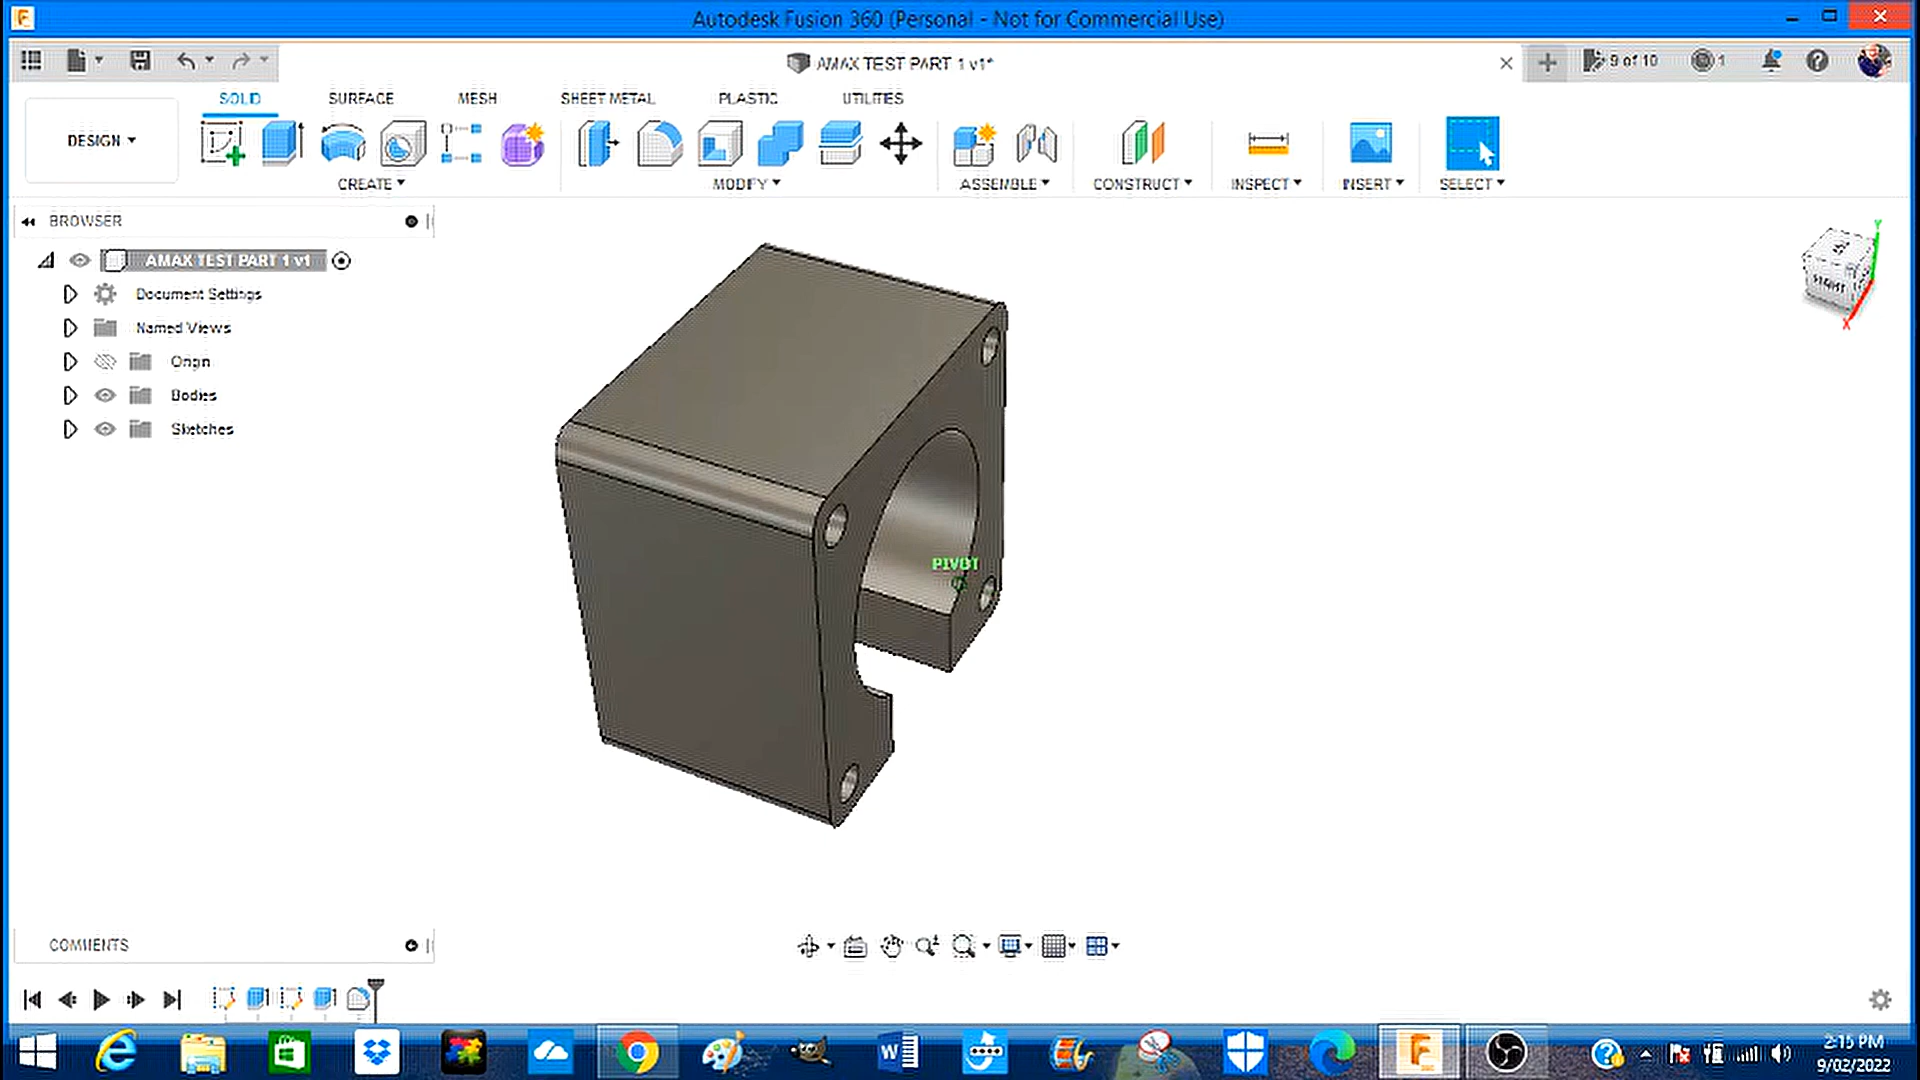 Autodesk Fusion 360 (Personal - Not for Commercial Use)
AMAX TEST PART 1 v1*
9 of 10
1
SOLID SURFACE MESH SHEET METAL PLASTIC UTILITIES
DESIGN
CREATE MODIFY ASSEMBLE CONSTRUCT INSPECT INSERT SELECT
BROWSER
AMAX TEST PART 1 v1
Document Settings
Named Views
Origin
Bodies
Sketches
Y
X
PIVOT
COMMENTS
2:15 PM
9/02/2022